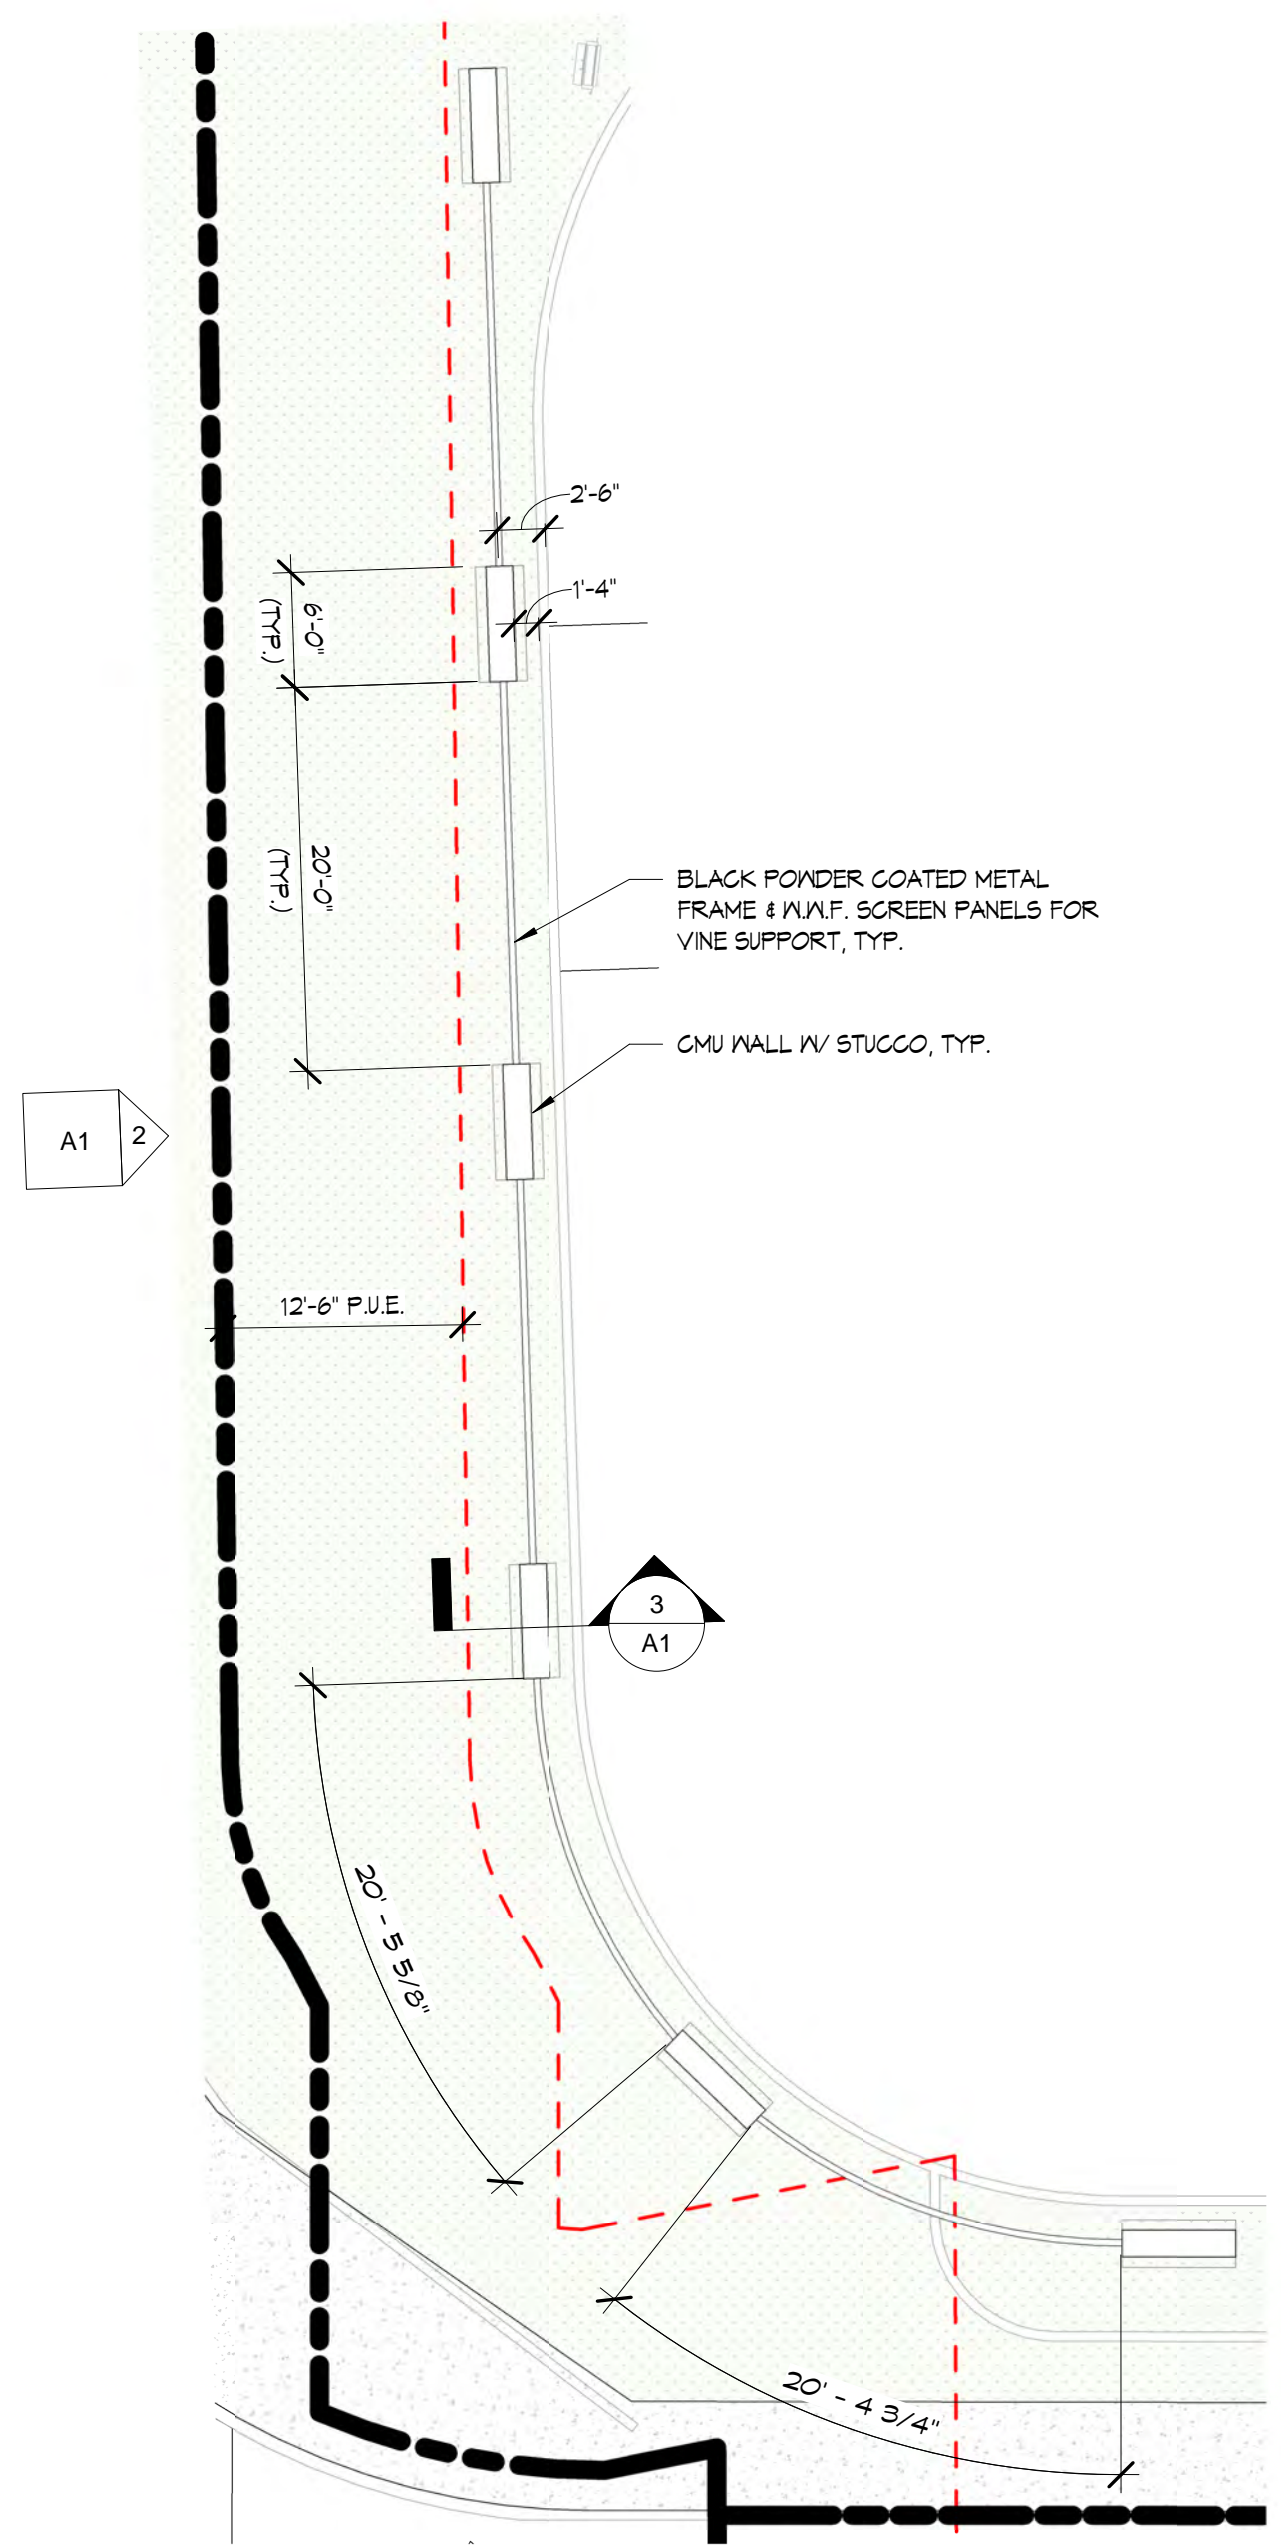 2'-6"
1'-4"
6'-0"
(TYP.)
20'-0"
(TYP.)
BLACK POWDER COATED METAL
FRAME & W.W.F. SCREEN PANELS FOR
VINE SUPPORT, TYP.
CMU WALL W/ STUCCO, TYP.
A1
2
12'-6" P.U.E.
3
A1
20' - 5 5/8"
20' - 4 3/4"